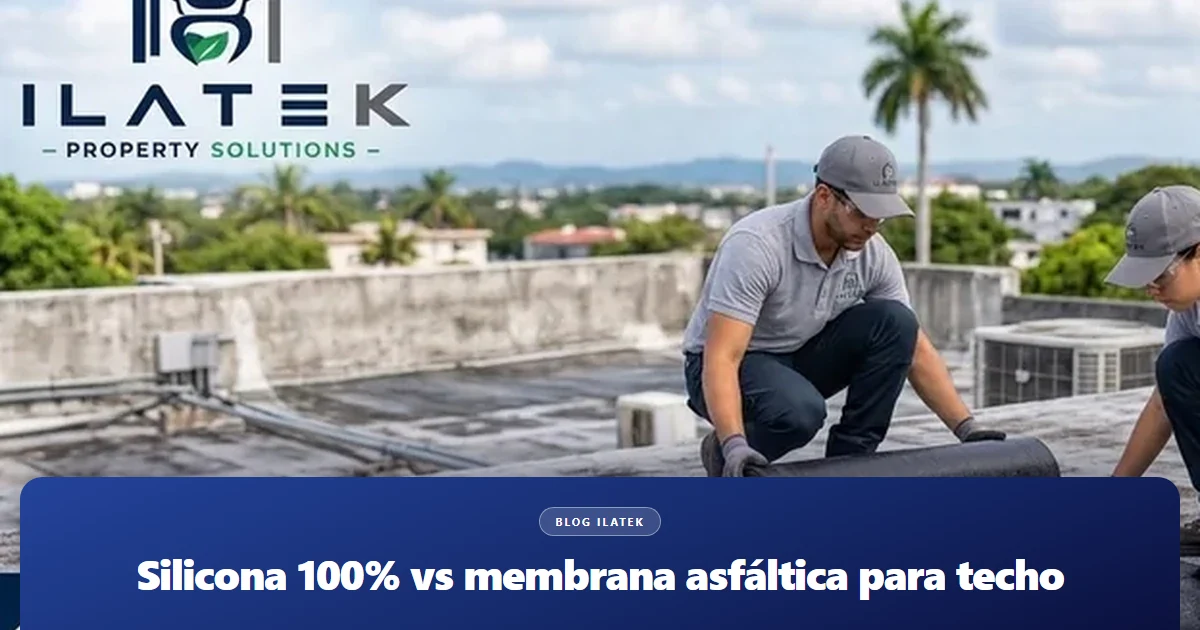 ILATEK
– PROPERTY SOLUTIONS –
BLOG ILATEK
Silicona 100% vs membrana asfáltica para techo